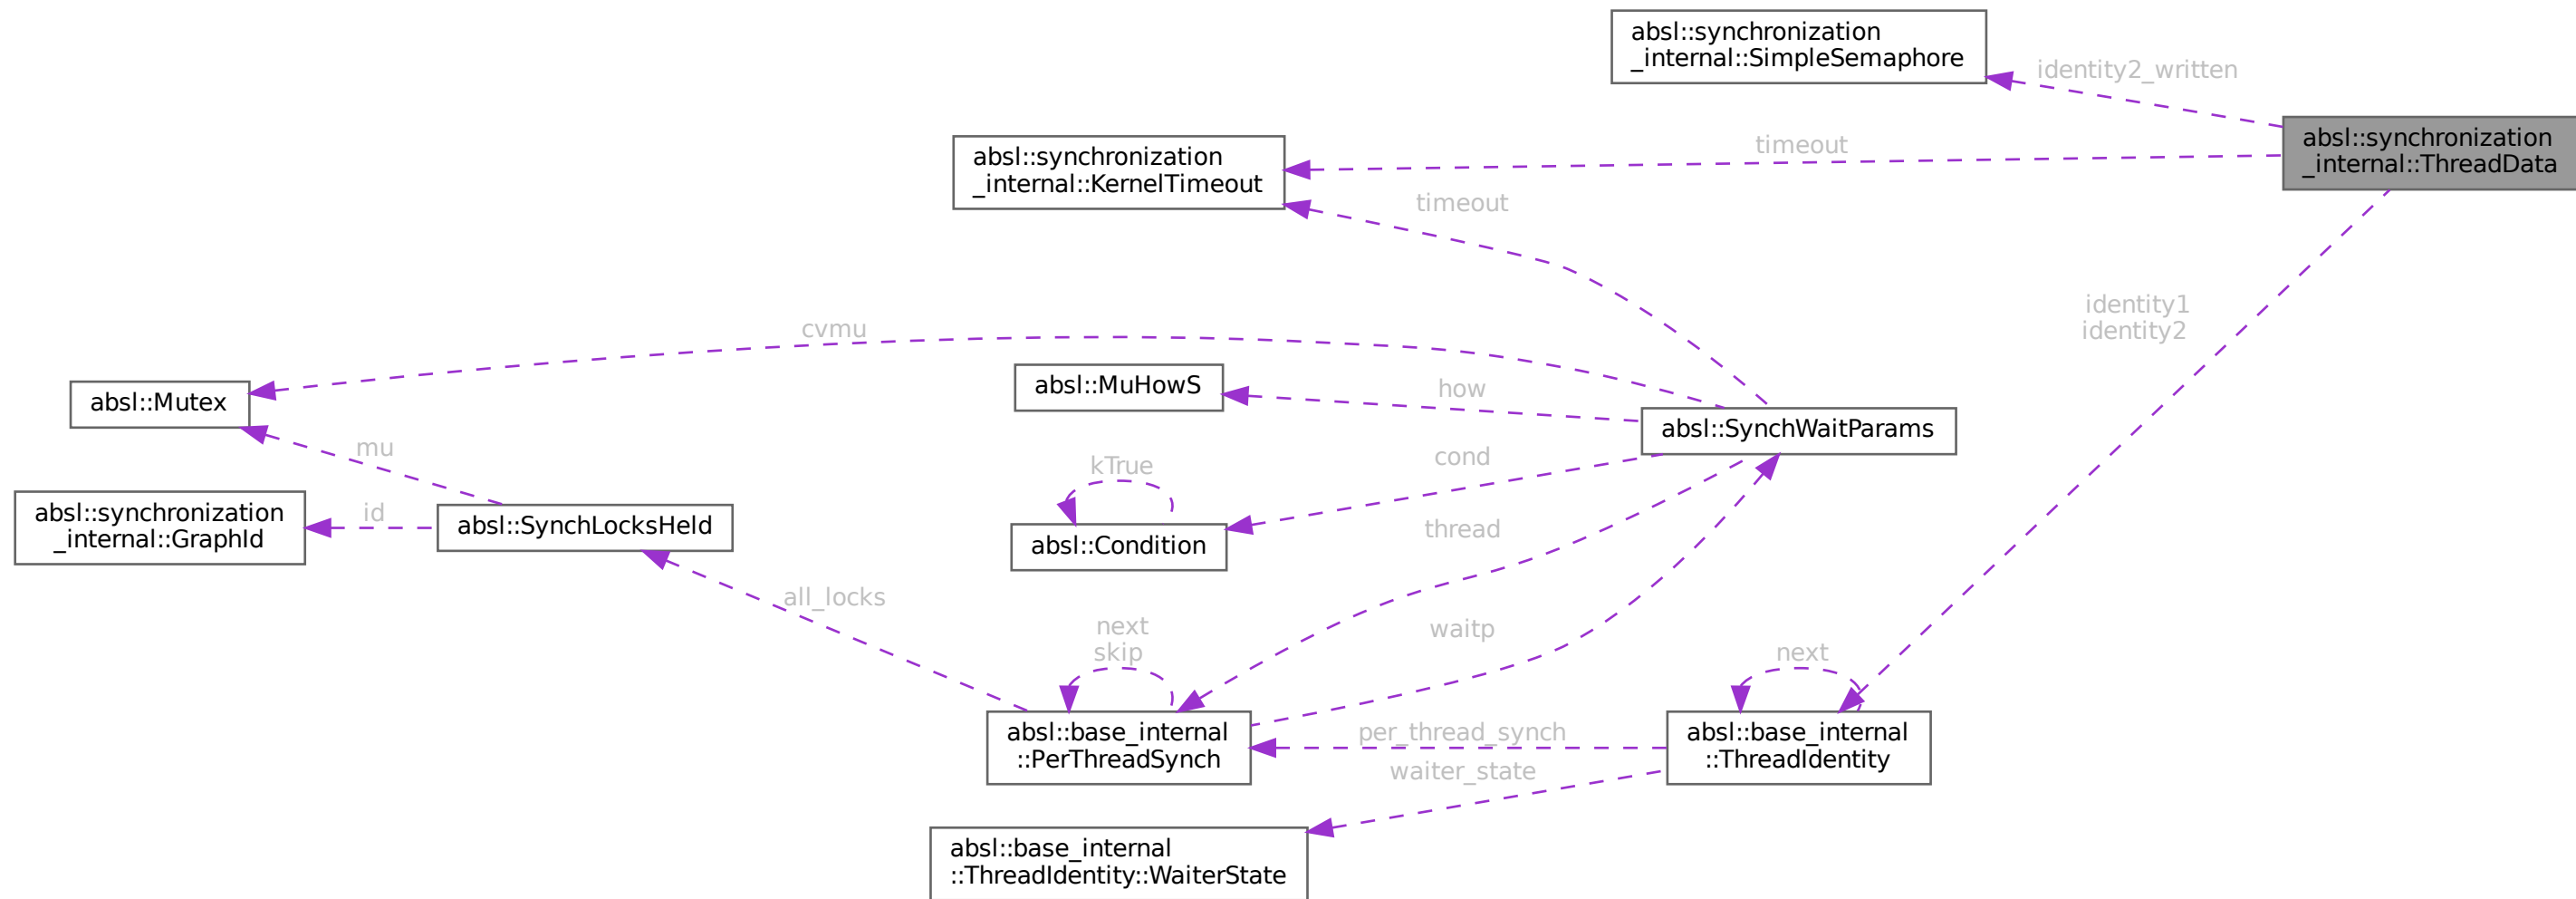 absl::synchronization
_internal::SimpleSemaphore
identity2_written
absl::synchronization
_internal::ThreadData
absl::synchronization
_internal::KernelTimeout
timeout
timeout
identity1
identity2
cvmu
absl::Mutex
absl::MuHowS
how
absl::SynchWaitParams
mu
kTrue
cond
absl::synchronization
_internal::GraphId
id
absl::SynchLocksHeld
absl::Condition
thread
all_locks
next
skip
waitp
next
absl::base_internal
::PerThreadSynch
per_thread_synch
waiter_state
absl::base_internal
::ThreadIdentity
absl::base_internal
::ThreadIdentity::WaiterState